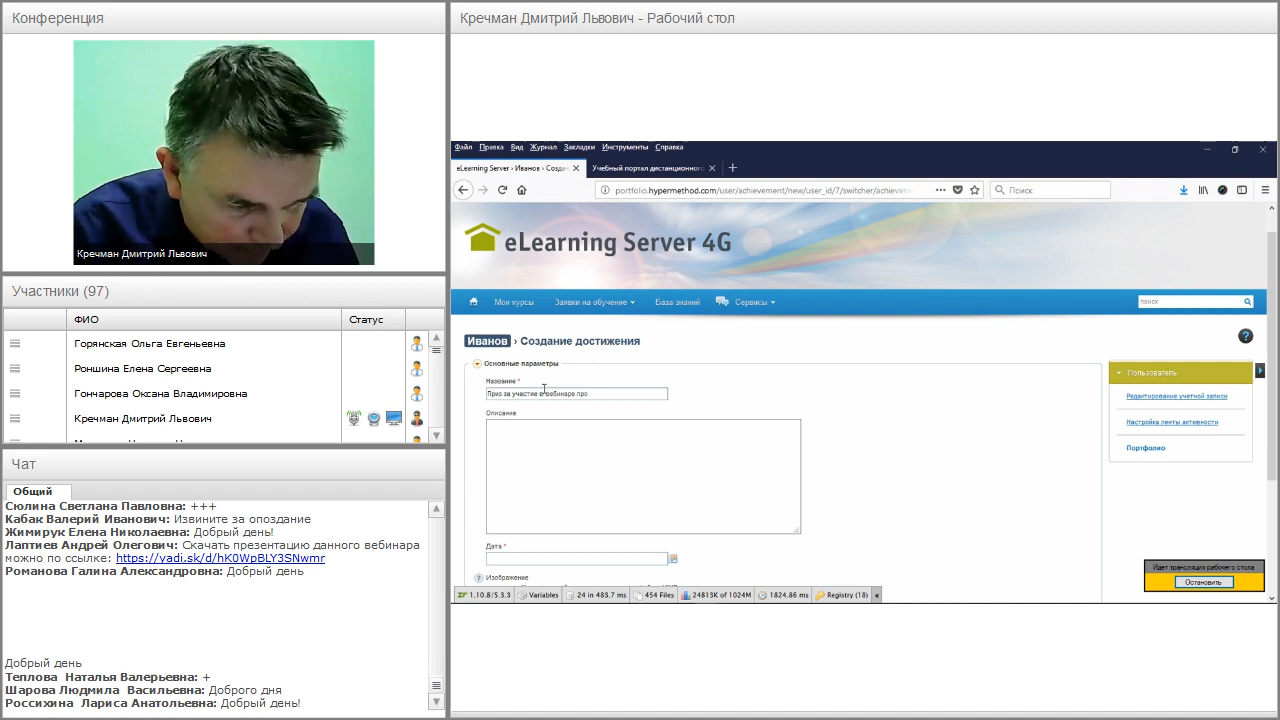 Конференция
Кречман Дмитрий Львович
Участники (97)
ФИО
Статус
Горянская Ольга Евгеньевна
Роншина Елена Сергеевна
Гончарова Оксана Владимировна
Кречман Дмитрий Львович
Чат
Общий
Сюлина Светлана Павловна: +++
Кабак Валерий Иванович: Извините за опоздание
Жимирук Елена Николаевна: Добрый день!
Лаптиев Андрей Олегович: Скачать презентацию данного вебинара
можно по ссылке: https://yadi.sk/d/hK0WpBLY3SNwmr
Романова Галина Александровна: Добрый день
Добрый день
Теплова Наталья Валерьевна: +
Шарова Людмила Васильевна: Доброго дня
Россихина Лариса Анатольевна: Добрый день!
Кречман Дмитрий Львович - Рабочий стол
Файл Правка Вид Журнал Закладки Инструменты Справка
eLearning Server › Иванов › Создан
Учебный портал дистанционного
portfolio.hypermethod.com/user/achievement/new/user_id/7/switcher/achievem
Поиск
eLearning Server 4G
Мои курсы
Заявки на обучение
База знаний
Сервисы
поиск
Иванов › Создание достижения
?
Основные параметры
Название *
Приз за участие в вебинаре про
Описание
Дата *
? Изображение
Пользователь
Редактирование учетной записи
Настройка ленты активности
Портфолио
Идет трансляция рабочего стола
Остановить
1.10.8/5.3.3 Variables 24 in 483.7 ms 454 Files 24813K of 1024M 1824.86 ms Registry (18) «